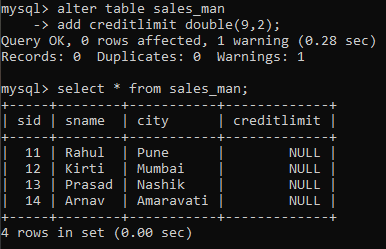 mysql> alter table sales_man
    -> add creditlimit double(9,2);
Query OK, 0 rows affected, 1 warning (0.28 sec)
Records: 0  Duplicates: 0  Warnings: 1

mysql> select * from sales_man;
+-----+--------+-----------+-------------+
| sid | sname  | city      | creditlimit |
+-----+--------+-----------+-------------+
|  11 | Rahul  | Pune      |        NULL |
|  12 | Kirti  | Mumbai    |        NULL |
|  13 | Prasad | Nashik    |        NULL |
|  14 | Arnav  | Amaravati |        NULL |
+-----+--------+-----------+-------------+
4 rows in set (0.00 sec)